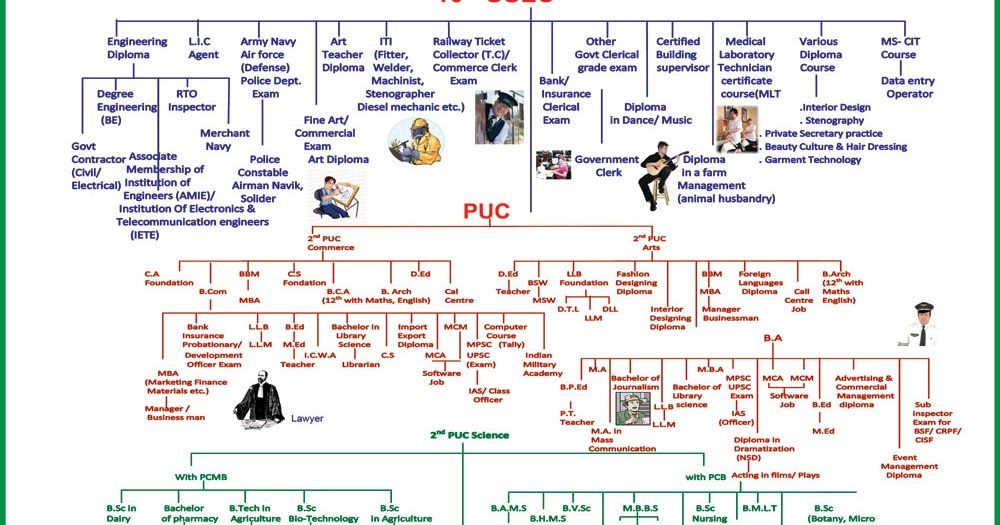 Engineering
Diploma
L.I.C
Agent
Army Navy
Air force
(Defense)
Police Dept.
Exam
Art
Teacher
Diploma
ITI
(Fitter,
Welder,
Machinist,
Stenographer
Diesel mechanic etc.)
Railway Ticket
Collector (T.C)/
Commerce Clerk
Exam
Bank/
Insurance
Clerical
Exam
Other
Govt Clerical
grade exam
Certified
Building
supervisor
Medical
Laboratory
Technician
certificate
course(MLT
Various
Diploma
Course
MS- CIT
Course
Data entry
Operator
Degree
Engineering
(BE)
RTO
Inspector
Merchant
Navy
Fine Art/
Commercial
Exam
Art Diploma
Diploma
in Dance/ Music
.Interior Design
. Stenography
. Private Secretary practice
. Beauty Culture & Hair Dressing
. Garment Technology
Govt
Contractor
(Civil/
Electrical)
Associate
Membership of
Institution of
Engineers (AMIE)/
Institution Of Electronics &
Telecommunication engineers
(IETE)
Police
Constable
Airman Navik,
Solider
Government
Clerk
Diploma
in a farm
Management
(animal husbandry)
PUC
2nd PUC
Commerce
2nd PUC
Arts
C.A
Foundation
B.Com
BBM
MBA
C.S
Fondation
B.C.A
(12th with Maths, English)
B. Arch
D.Ed
Cal
Centre
D.Ed
Teacher
BSW
MSW
L.L.B
Foundation
D.T.L
LLM
DLL
Fashion
Designing
Diploma
Interior
Designing
Diploma
BBM
MBA
Manager
Businessman
Foreign
Languages
Diploma
Call
Centre
Job
B.Arch
(12th with
Maths
English)
Bank
Insurance
Probationary/
Development
Officer Exam
L.L.B
L.L.M
B.Ed
M.Ed
Teacher
I.C.W.A
Bachelor in
Library
Science
Librarian
Import
Export
Diploma
C.S
MCM
MCA
Software
Job
Computer
Course
(Tally)
MPSC
UPSC
(Exam)
IAS/ Class
Officer
Indian
Military
Academy
MBA
(Marketing Finance
Materials etc.)
Manager /
Business man
Lawyer
B.A
M.A
B.P.Ed
P.T.
Teacher
Bachelor of
Journalism
M.A. in
Mass
Communication
L.L.B
L.L.M
M.B.A
Bachelor of
Library
science
MPSC
UPSC
Exam
IAS
(Officer)
MCA
MCM
Software
Job
B.Ed
M.Ed
Advertising &
Commercial
Management
diploma
Sub
Inspector
Exam for
BSF/ CRPF/
CISF
Diploma in
Dramatization
(NSD)
Acting in films/ Plays
Event
Management
Diploma
2nd PUC Science
With PCMB
with PCB
B.Sc in
Dairy
Bachelor
of pharmacy
B.Tech in
Agriculture
B.Sc
Bio-Technology
B.Sc
in Agriculture
B.A.M.S
B.H.M.S
B.V.Sc
M.B.B.S
B.Sc
Nursing
B.M.L.T
B.Sc
(Botany, Micro